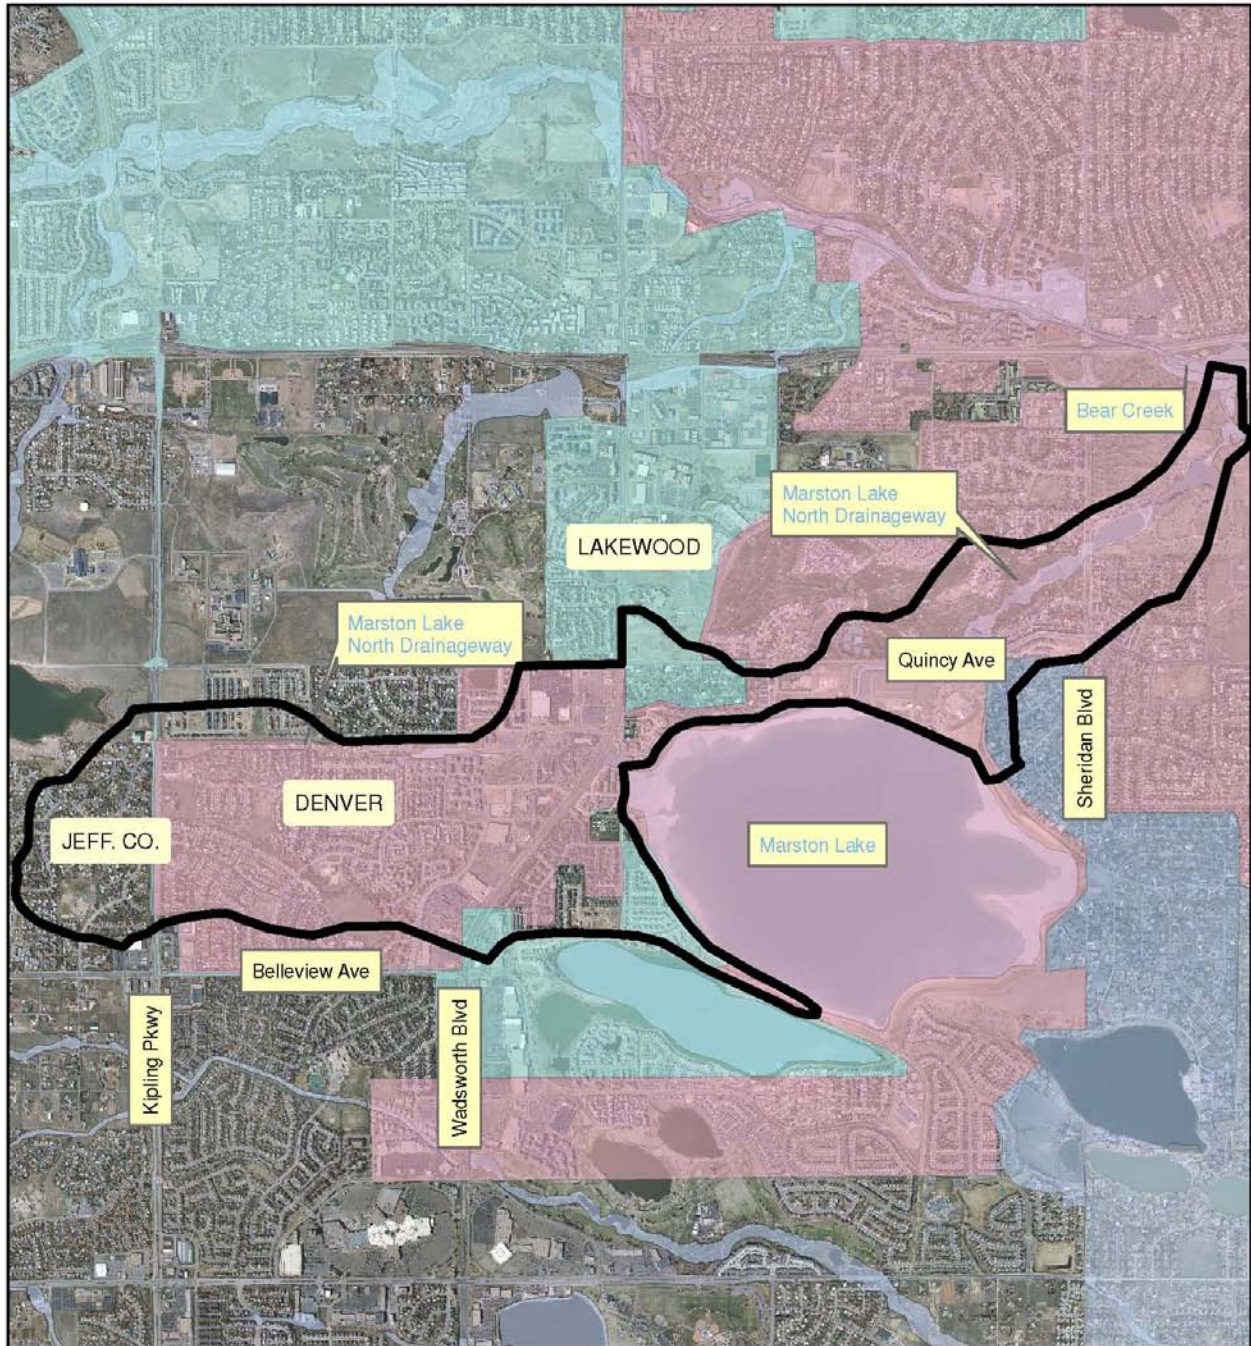 Bear Creek
Marston Lake
North Drainageway
LAKEWOOD
Marston Lake
North Drainageway
Quincy Ave
Sheridan Blvd
DENVER
JEFF. CO.
Marston Lake
Belleview Ave
Kipling Pkwy
Wadsworth Blvd